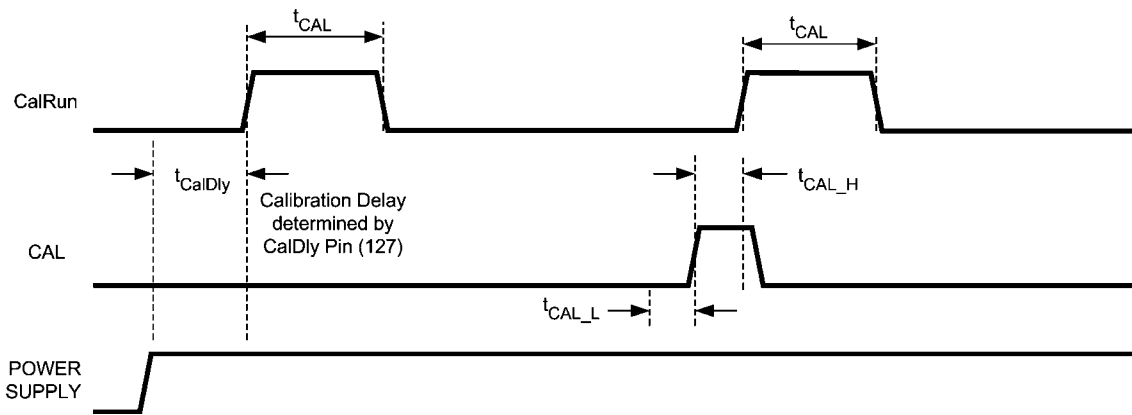 tCAL
tCAL
CalRun
tCalDly
tCAL_H
Calibration Delay
determined by
CalDly Pin (127)
CAL
tCAL_L
POWER
SUPPLY